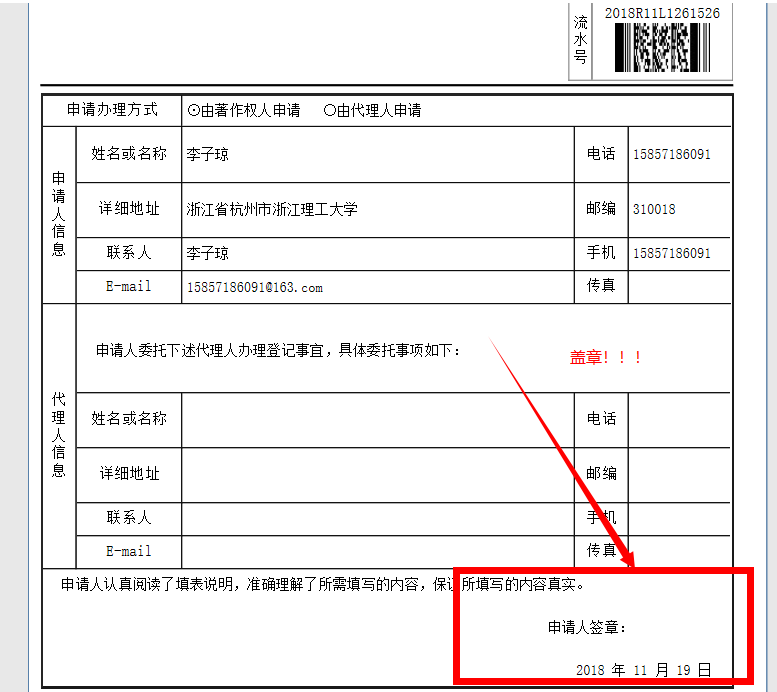 流水号
2018R11L1261526
申请办理方式 ⊙由著作权人申请 ○由代理人申请
申请人信息
姓名或名称 李子琼 电话 15857186091
详细地址 浙江省杭州市浙江理工大学 邮编 310018
联系人 李子琼 手机 15857186091
E-mail 15857186091@163.com 传真
代理人信息
申请人委托下述代理人办理登记事宜，具体委托事项如下：
盖章！！！
姓名或名称 电话
详细地址 邮编
联系人 手机
E-mail 传真
申请人认真阅读了填表说明，准确理解了所需填写的内容，保证所填写的内容真实。
申请人签章：
2018 年 11 月 19 日